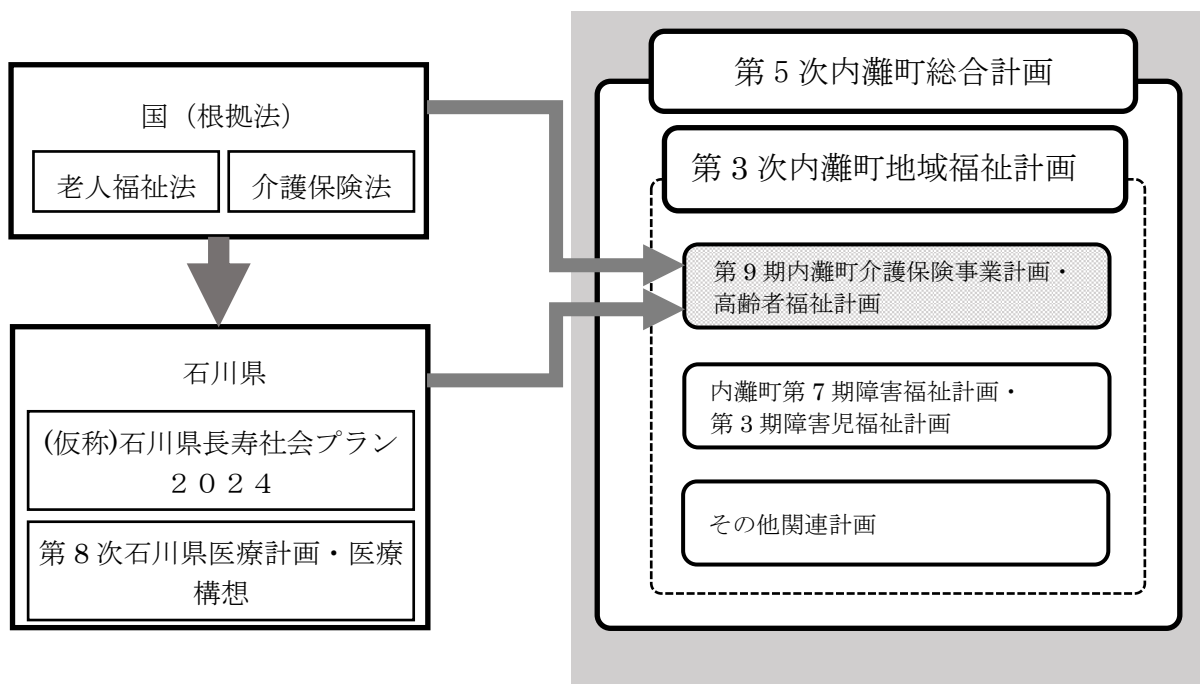 国（根拠法）
老人福祉法
介護保険法
石川県
(仮称)石川県長寿社会プラン
２０２４
第８次石川県医療計画・医療
構想
第５次内灘町総合計画
第３次内灘町地域福祉計画
第９期内灘町介護保険事業計画・
高齢者福祉計画
内灘町第７期障害福祉計画・
第３期障害児福祉計画
その他関連計画